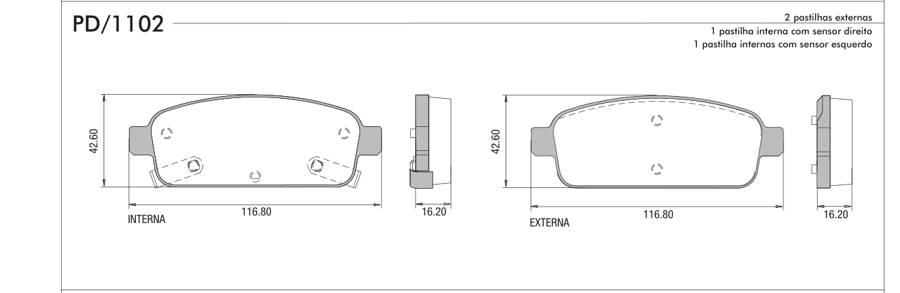 PD/1102
2 pastilhas externas
1 pastilha interna com sensor direito
1 pastilha internas com sensor esquerdo
42.60
116.80
16.20
INTERNA
42.60
116.80
16.20
EXTERNA